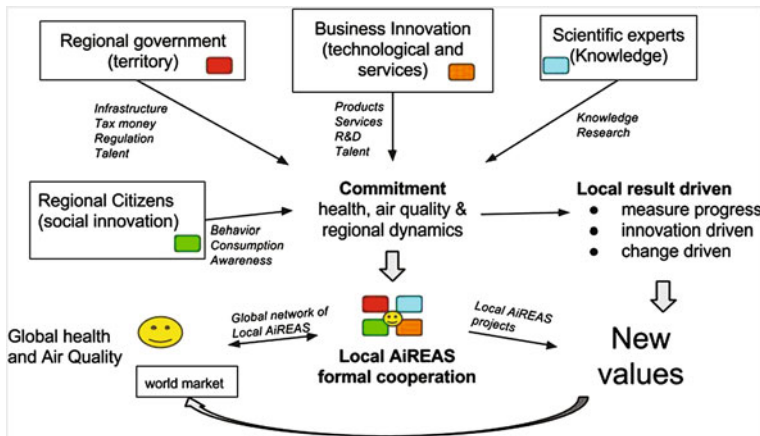 Regional government
(territory)
Business Innovation
(technological and
services)
Scientific experts
(Knowledge)
Infrastructure
Tax money
Regulation
Talent
Products
Services
R&D
Talent
Knowledge
Research
Regional Citizens
(social innovation)
Behavior
Consumption
Awareness
Commitment
health, air quality &
regional dynamics
Local result driven
● measure progress
● innovation driven
● change driven
Global health
and Air Quality
Global network of
Local AiREAS
Local AiREAS
projects
Local AiREAS
formal cooperation
New
values
world market